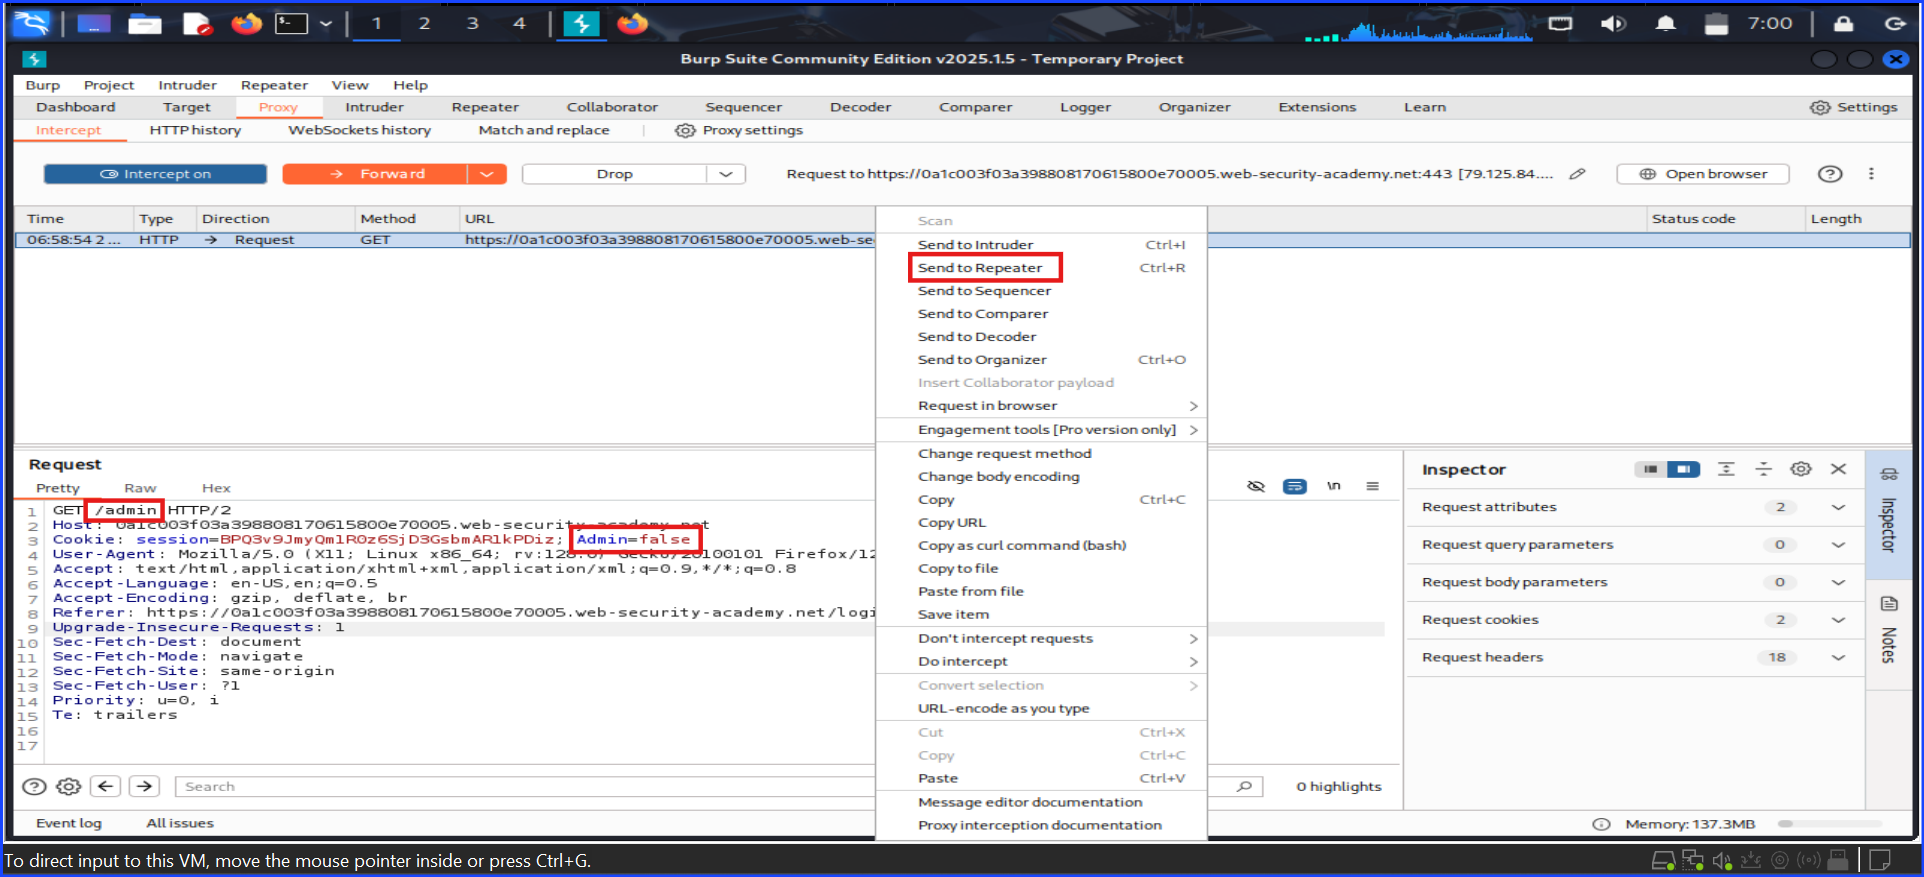 1 2 3 4 7:00
Burp Suite Community Edition v2025.1.5 - Temporary Project
Burp Project Intruder Repeater View Help
Dashboard Target Proxy Intruder Repeater Collaborator Sequencer Decoder Comparer Logger Organizer Extensions Learn Settings
Intercept HTTP history WebSockets history Match and replace Proxy settings
Intercept on Forward Drop Request to https://0a1c003f03a398808170615800e70005.web-security-academy.net:443 [79.125.84.... Open browser
Time Type Direction Method URL Status code Length
06:58:54 2 ... HTTP → Request GET https://0a1c003f03a398808170615800e70005.web-se
Scan
Send to Intruder Ctrl+I
Send to Repeater Ctrl+R
Send to Sequencer
Send to Comparer
Send to Decoder
Send to Organizer Ctrl+O
Insert Collaborator payload
Request in browser
Engagement tools [Pro version only]
Change request method
Change body encoding
Copy Ctrl+C
Copy URL
Copy as curl command (bash)
Copy to file
Paste from file
Save item
Don't intercept requests
Do intercept
Convert selection
URL-encode as you type
Cut Ctrl+X
Copy Ctrl+C
Paste Ctrl+V
Message editor documentation
Proxy interception documentation
Request
Pretty Raw Hex \n
1 GET /admin HTTP/2
2 Host: 0a1c003f03a398808170615800e70005.web-security-academy.net
3 Cookie: session=BPQ3v9JmyQm1R0z6SjD3GsbmAR1kPDiz; Admin=false
4 User-Agent: Mozilla/5.0 (X11; Linux x86_64; rv:128.0) Gecko/20100101 Firefox/12
5 Accept: text/html,application/xhtml+xml,application/xml;q=0.9,*/*;q=0.8
6 Accept-Language: en-US,en;q=0.5
7 Accept-Encoding: gzip, deflate, br
8 Referer: https://0a1c003f03a398808170615800e70005.web-security-academy.net/logi
9 Upgrade-Insecure-Requests: 1
10 Sec-Fetch-Dest: document
11 Sec-Fetch-Mode: navigate
12 Sec-Fetch-Site: same-origin
13 Sec-Fetch-User: ?1
14 Priority: u=0, i
15 Te: trailers
16
17
Inspector
Request attributes 2
Request query parameters 0
Request body parameters 0
Request cookies 2
Request headers 18
Inspector
Notes
Search 0 highlights
Event log All issues Memory: 137.3MB
To direct input to this VM, move the mouse pointer inside or press Ctrl+G.